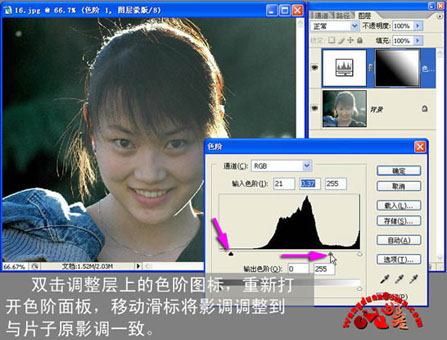 16.jpg @ 66.7% (色阶 1, 图层蒙版/8)
通道 路径 图层
正常 不透明度: 100%
锁定: 填充: 100%
色...
背景
色阶
通道(C): RGB
输入色阶(I): 21 0.37 255
输出色阶(O): 0 255
确定
取消
载入(L)...
存储(S)...
自动(A)
选项(T)...
66.67% 文档:1.52M/2.03M
双击调整层上的色阶图标，重新打
开色阶面板，移动滑标将影调调整到
与片子原影调一致。